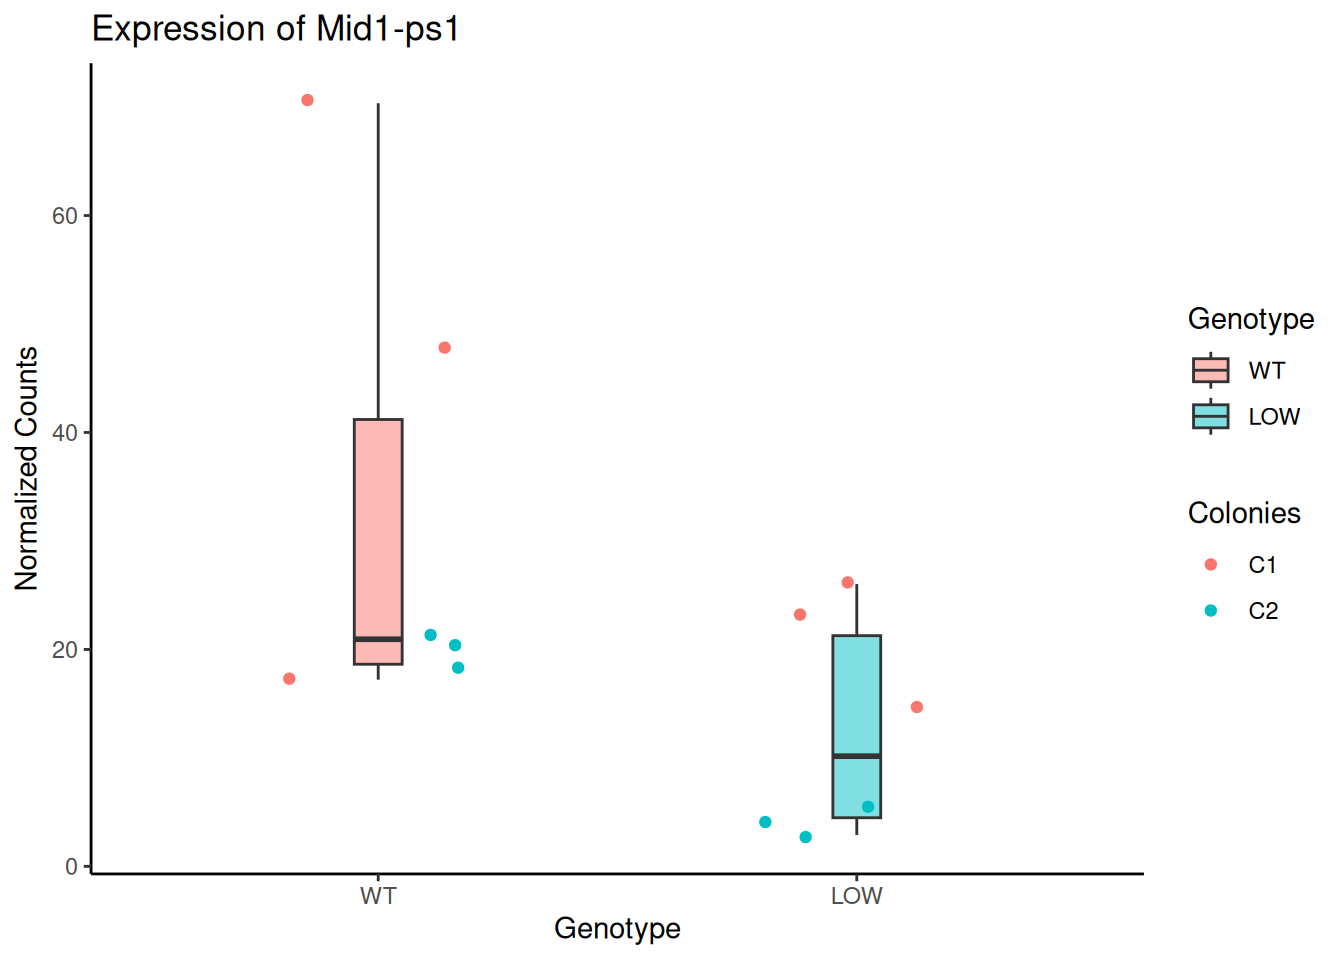 Expression of Mid1-ps1
Normalized Counts
60
40
20
0
WT
LOW
Genotype
Genotype
WT
LOW
Colonies
C1
C2